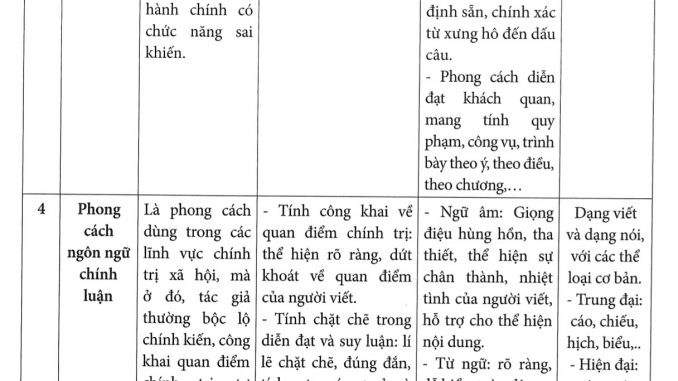 hành chính có
chức năng sai
khiến.
định sẵn, chính xác
từ xưng hô đến dấu
câu.
- Phong cách diễn
đạt khách quan,
mang tính quy
phạm, công vụ, trình
bày theo ý, theo điều,
theo chương,...
4
Phong
cách
ngôn ngữ
chính
luận
Là phong cách
dùng trong các
lĩnh vực chính
trị xã hội, mà
ở đó, tác giả
thường bộc lộ
chính kiến, công
khai quan điểm
- Tính công khai về
quan điểm chính trị:
thể hiện rõ ràng, dứt
khoát về quan điểm
của người viết.
- Tính chặt chẽ trong
diễn đạt và suy luận: lí
lẽ chặt chẽ, đúng đắn,
- Ngữ âm: Giọng
điệu hùng hồn, tha
thiết, thể hiện sự
chân thành, nhiệt
tình của người viết,
hỗ trợ cho thể hiện
nội dung.
- Từ ngữ: rõ ràng,
Dạng viết
và dạng nói,
với các thể
loại cơ bản.
- Trung đại:
cáo, chiếu,
hịch, biểu,..
- Hiện đại: